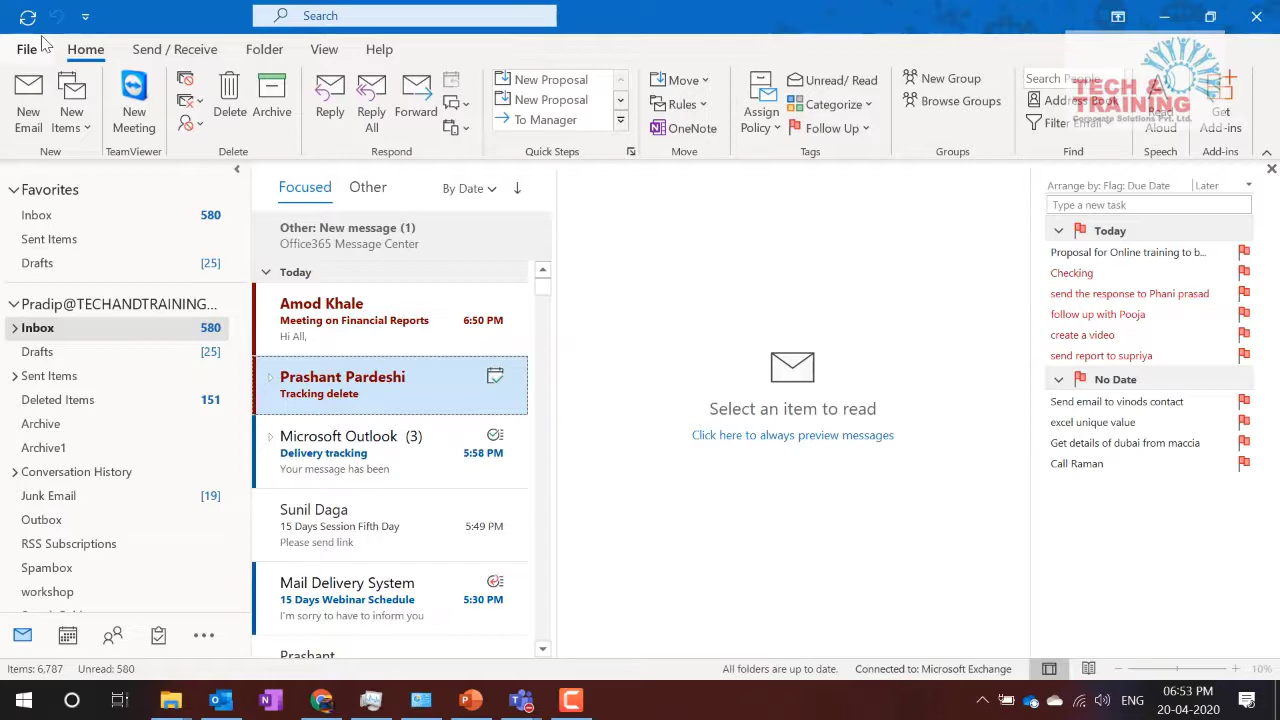 Search
File
Home
Send / Receive
Folder
View
Help
New Email
New Items
New
New Meeting
TeamViewer
Delete
Archive
Delete
Reply
Reply All
Forward
Respond
New Proposal
New Proposal
To Manager
Quick Steps
Move
Rules
OneNote
Move
Assign Policy
Unread/ Read
Categorize
Follow Up
Tags
New Group
Browse Groups
Groups
Search People
Address Book
Filter Email
Find
Read Aloud
Speech
Get Add-ins
Add-ins
TECH A
TRAINING
Corporate Solutions Pvt. Ltd.
Favorites
Inbox 580
Sent Items
Drafts [25]
Pradip@TECHANDTRAINING...
Inbox 580
Drafts [25]
Sent Items
Deleted Items 151
Archive
Archive1
Conversation History
Junk Email [19]
Outbox
RSS Subscriptions
Spambox
workshop
Items: 6,787 Unread: 580
Focused Other By Date
Other: New message (1)
Office365 Message Center
Today
Amod Khale
Meeting on Financial Reports 6:50 PM
Hi All,
Prashant Pardeshi
Tracking delete
Microsoft Outlook (3)
Delivery tracking 5:58 PM
Your message has been
Sunil Daga
15 Days Session Fifth Day 5:49 PM
Please send link
Mail Delivery System
15 Days Webinar Schedule 5:30 PM
I'm sorry to have to inform you
Prashant
Select an item to read
Click here to always preview messages
Arrange by: Flag: Due Date Later
Type a new task
Today
Proposal for Online training to b...
Checking
send the response to Phani prasad
follow up with Pooja
create a video
send report to supriya
No Date
Send email to vinods contact
excel unique value
Get details of dubai from maccia
Call Raman
All folders are up to date.
Connected to: Microsoft Exchange
10%
ENG
06:53 PM
20-04-2020